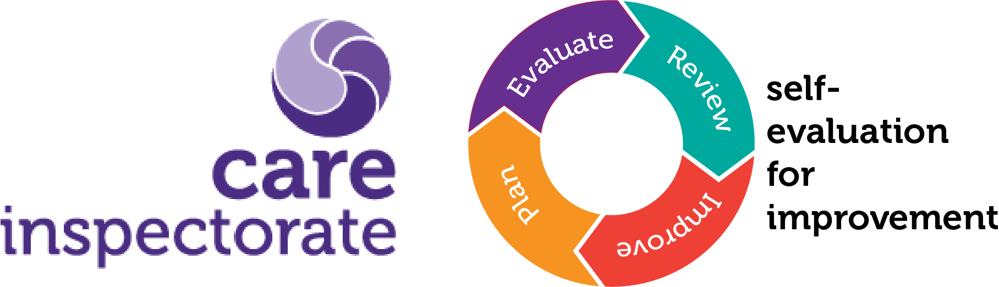 care
inspectorate
Evaluate
Review
Improve
Plan
self-
evaluation
for
improvement